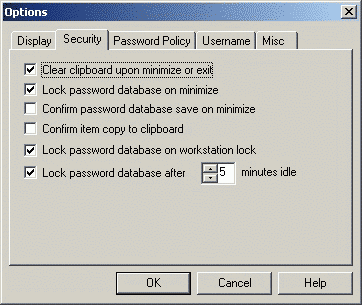 Options
Display Security Password Policy Username Misc
Clear clipboard upon minimize or exit
Lock password database on minimize
Confirm password database save on minimize
Confirm item copy to clipboard
Lock password database on workstation lock
Lock password database after 5 minutes idle
OK Cancel Help